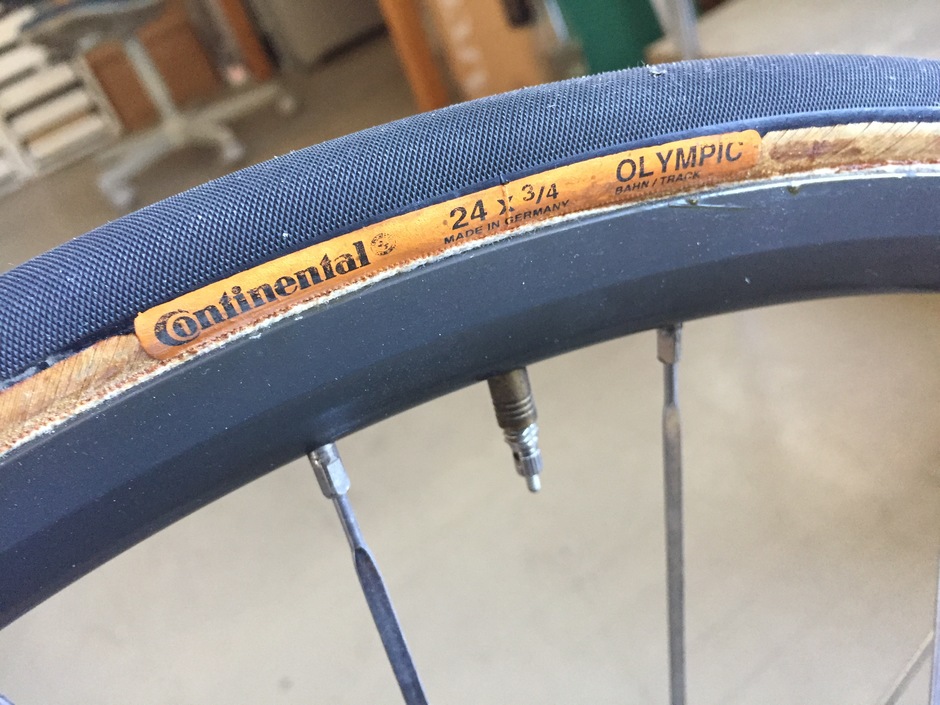 Continental
24 x 3/4
MADE IN GERMANY
OLYMPIC
BAHN / TRACK